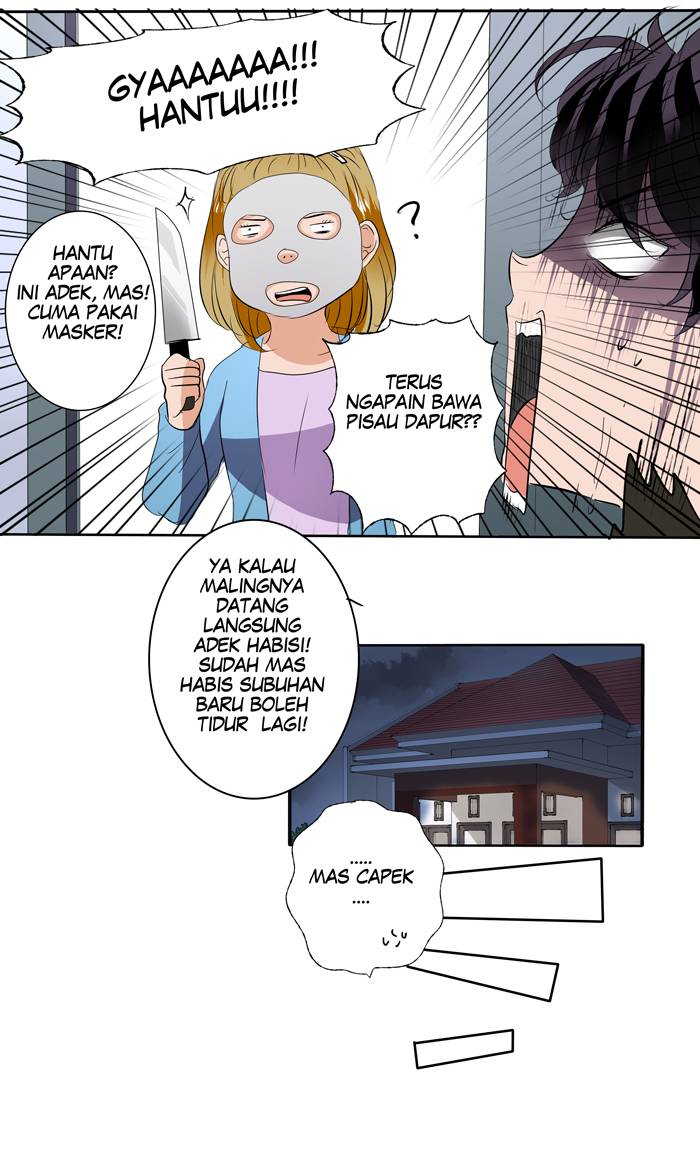 GYAAAAAAA!!!
HANTUU!!!!
HANTU
APAAN?
INI ADEK, MAS!
CUMA PAKAI
MASKER!
?
TERUS
NGAPAIN BAWA
PISAU DAPUR??
YA KALAU
MALINGNYA
DATANG
LANGSUNG
ADEK HABISI!
SUDAH MAS
HABIS SUBUHAN
BARU BOLEH
TIDUR LAGI!
.....
MAS CAPEK
....